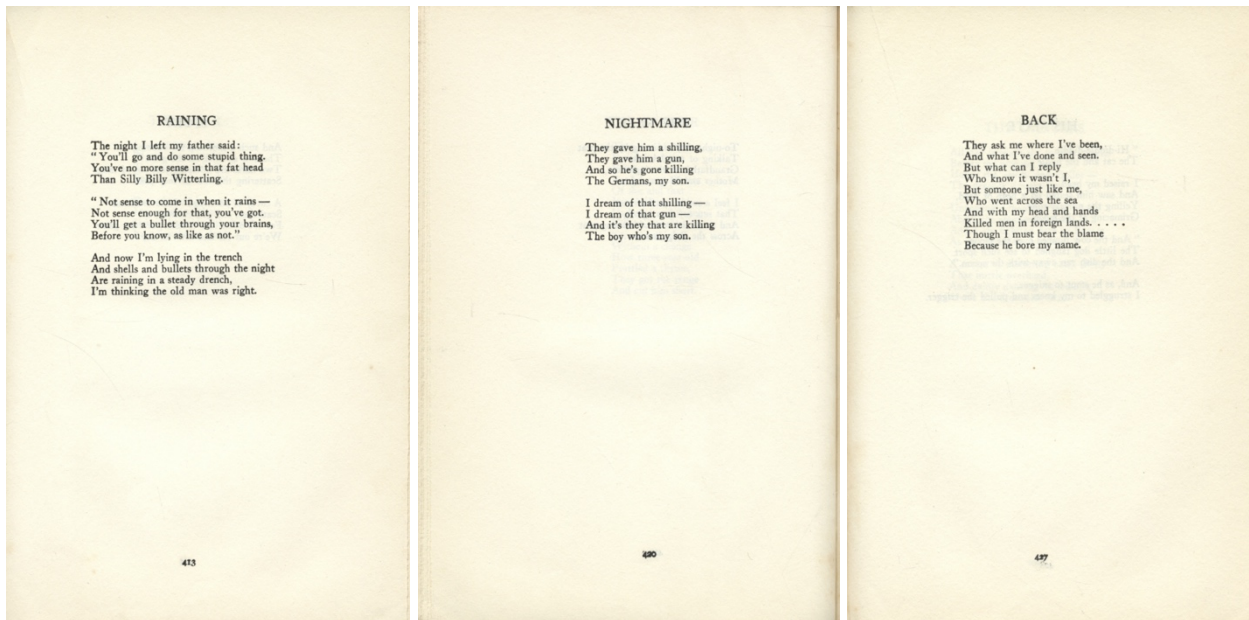 RAINING
The night I left my father said:
“ You'll go and do some stupid thing.
You've no more sense in that fat head
Than Silly Billy Witterling.
“ Not sense to come in when it rains —
Not sense enough for that, you've got.
You'll get a bullet through your brains,
Before you know, as like as not.”
And now I'm lying in the trench
And shells and bullets through the night
Are raining in a steady drench,
I'm thinking the old man was right.
413
NIGHTMARE
They gave him a shilling,
They gave him a gun,
And so he's gone killing
The Germans, my son.
I dream of that shilling —
I dream of that gun —
And it's they that are killing
The boy who's my son.
420
BACK
They ask me where I've been,
And what I've done and seen.
But what can I reply
Who know it wasn't I,
But someone just like me,
Who went across the sea
And with my head and hands
Killed men in foreign lands. . . . .
Though I must bear the blame
Because he bore my name.
427